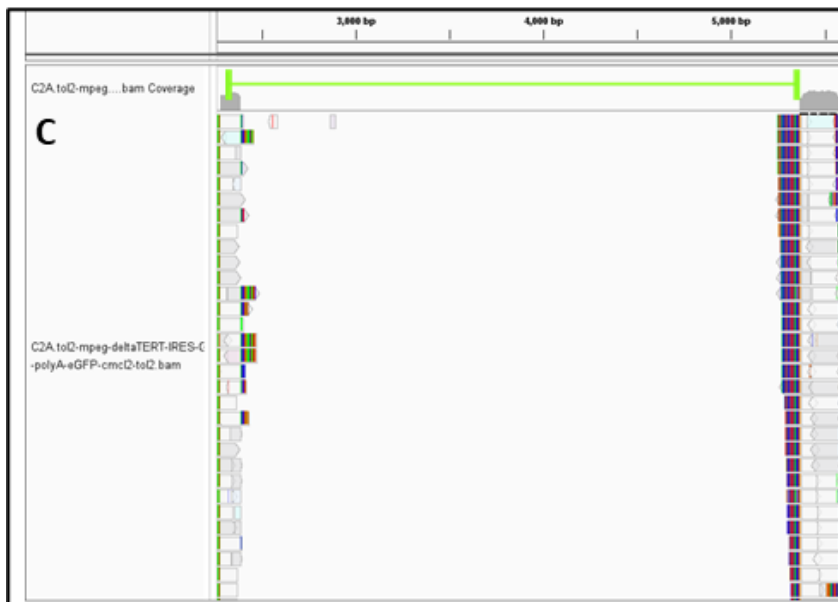 3,000 bp 4,000 bp 5,000 bp
C2A.tol2-mpeg....bam Coverage
C
C2A.tol2-mpeg-deltaTERT-IRES-C
-polyA-eGFP-cmcl2-tol2.bam